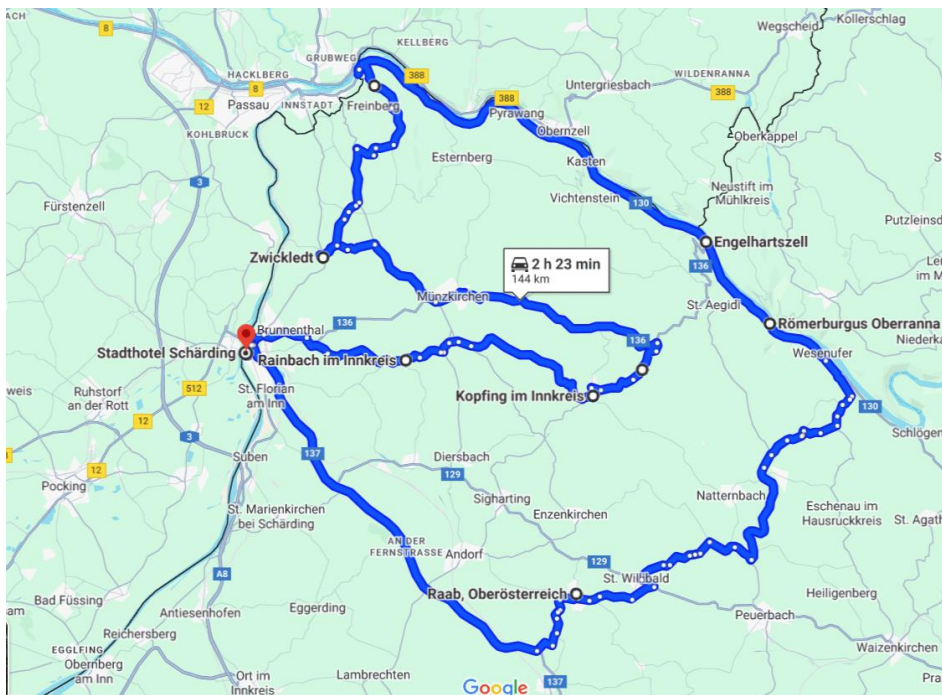 ACH
8
KELLBERG
Wegscheid
Kollerschlag
GRUBWEG
388
HACKLBERG
8
WILDENRANNA
388
12
Passau
INNSTADT
Freinberg
388
Pyrawang
Untergriesbach
Obernzell
KOHLBRUCK
Oberkappel
Esternberg
Kasten
3
Vichtenstein
Neustift im
Mühlkreis
Fürstenzell
130
Putzleinsd
Engelhartszell
Zwickledt
2 h 23 min
144 km
136
Münzkirchen
St. Aegidi
Brunnenthal
136
Römerburgus Oberranna
136
Niederka
Stadthotel Schärding
Rainbach im Innkreis
Wesenufer
weis
Ruhstorf
an der Rott
512
St. Florian
am Inn
Kopfing im Innkreis
130
12
3
Schlöge
Suben
137
Diersbach
12
129
Pocking
Sigharting
Natternbach
St. Marienkirchen
bei Schärding
Enzenkirchen
Eschenau im
Hausruckkreis
St. Agath
AN DER
FERNSTRASSE
Andorf
129
St. Willibald
A8
Raab, Oberösterreich
Heiligenberg
Bad Füssing
Antiesenhofen
Eggerding
Peuerbach
am
Reichersberg
EGGLFING
Obernberg
am Inn
Waizenkirchen
Ort im
Innkreis
Lambrechten
137
Pra
Google